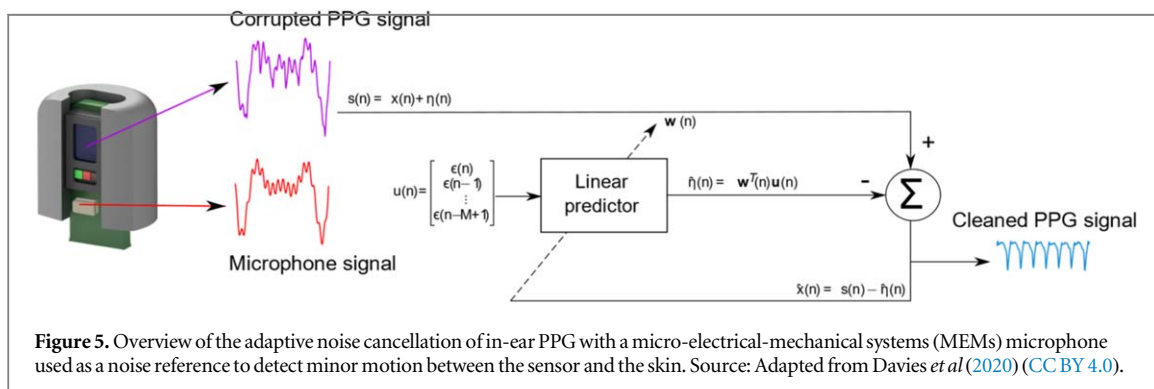 Corrupted PPG signal
s(n) = x(n) + η(n)
w (n)
+
u(n) = [ϵ(n)
ϵ(n−1)
⋮
ϵ(n−M+1)]
Linear
predictor
η̂(n) = wᵀ(n)u(n)
-
Σ
Cleaned PPG signal
Microphone signal
x̂(n) = s(n) − η̂(n)
Figure 5. Overview of the adaptive noise cancellation of in-ear PPG with a micro-electrical-mechanical systems (MEMs) microphone
used as a noise reference to detect minor motion between the sensor and the skin. Source: Adapted from Davies et al (2020) (CC BY 4.0).